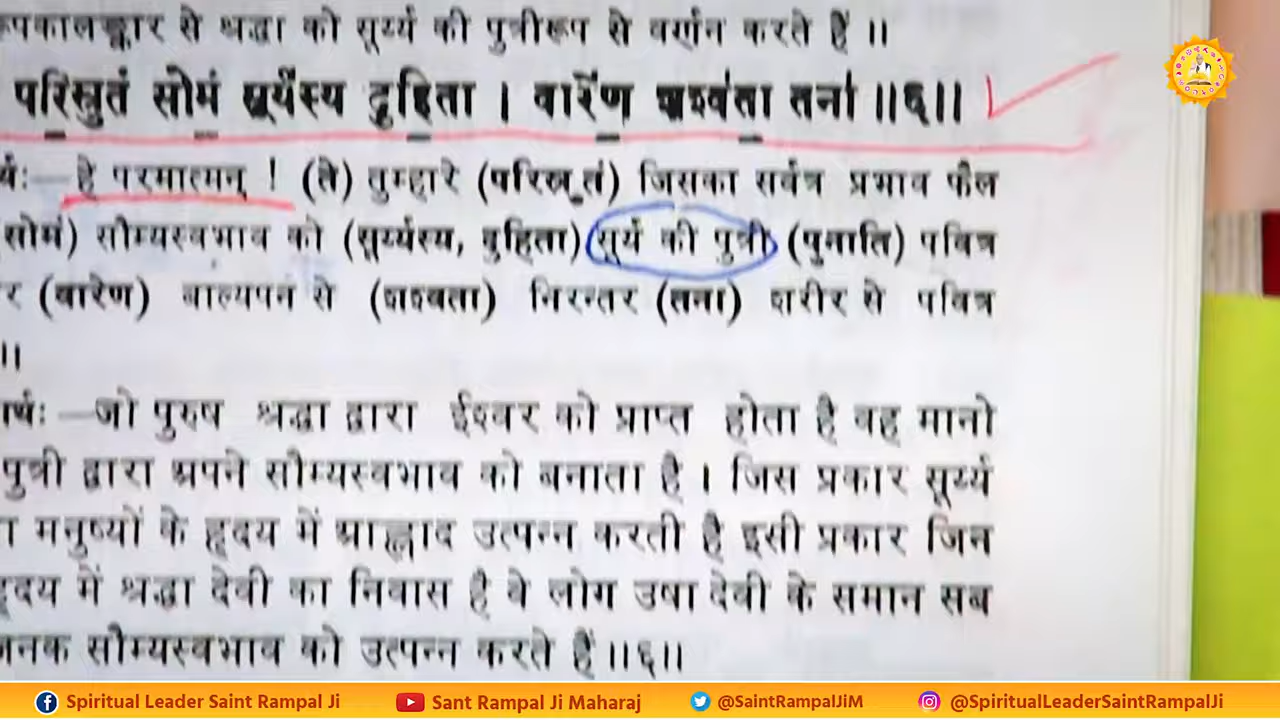 रूपकालङ्कार से श्रद्धा को सूर्य्य की पुत्रीरूप से वर्णन करते हैं ॥
परिस्रुतं सोमं सूर्यस्य दुहिता । वारेण शश्वता तना ॥६॥
र्थः—हे परमात्मन् ! (ते) तुम्हारे (परिस्रुतं) जिसका सर्वत्र प्रभाव फैल
(सोमं) सौम्यस्वभाव को (सूर्य्यस्य, दुहिता) सूर्य की पुत्री (पुनाति) पवित्र
र (वारेण) बाल्यपन से (शश्वता) निरन्तर (तना) शरीर से पवित्र
॥
र्थः—जो पुरुष श्रद्धा द्वारा ईश्वर को प्राप्त होता है वह मानो
पुत्री द्वारा अपने सौम्यस्वभाव को बनाता है । जिस प्रकार सूर्य्य
मनुष्यों के हृदय में आह्लाद उत्पन्न करती है इसी प्रकार जिन
हृदय में श्रद्धा देवी का निवास है वे लोग उषा देवी के समान सब
जनक सौम्यस्वभाव को उत्पन्न करते हैं ॥६॥
Spiritual Leader Saint Rampal Ji Sant Rampal Ji Maharaj @SaintRampalJiM @SpiritualLeaderSaintRampalJi